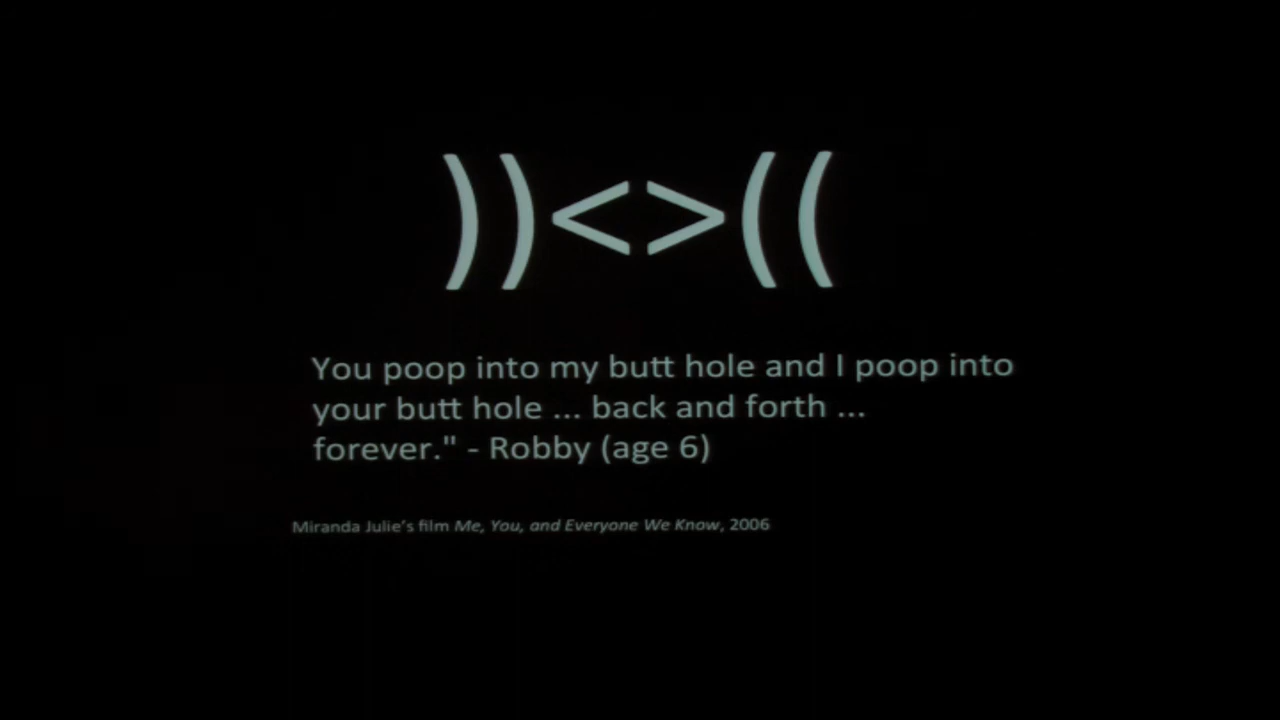 ))<>((
You poop into my butt hole and I poop into
your butt hole ... back and forth ...
forever." - Robby (age 6)
Miranda Julie's film Me, You, and Everyone We Know, 2006